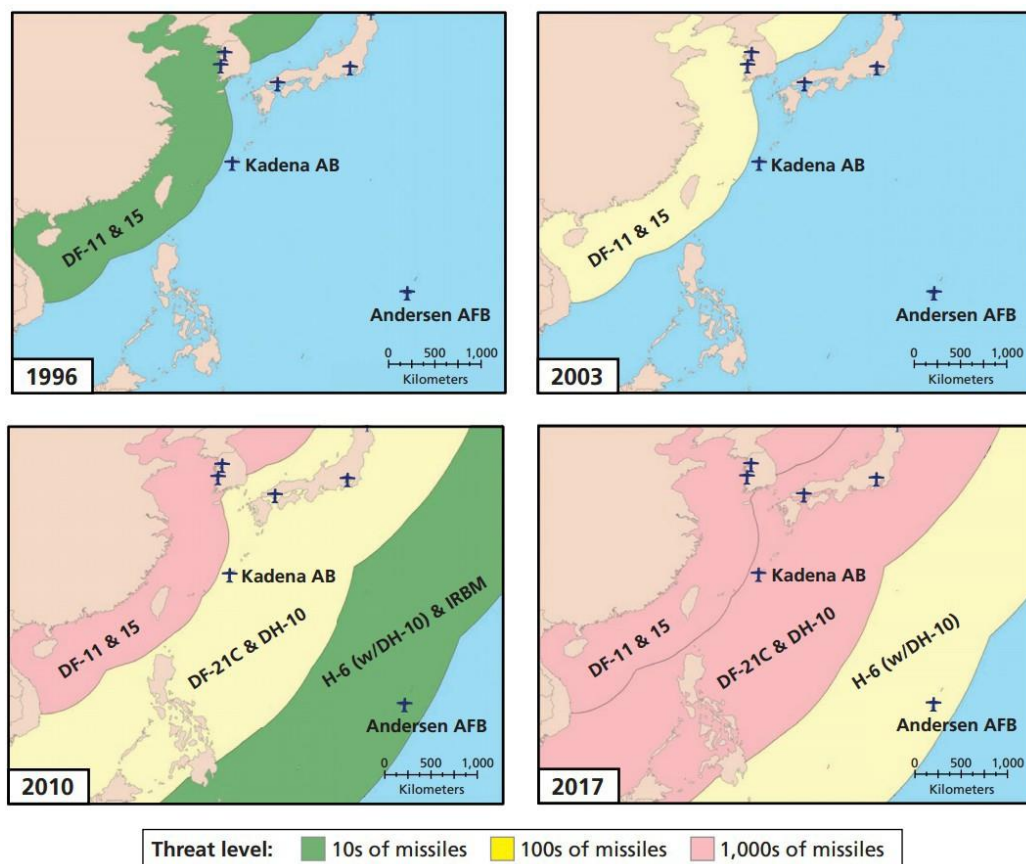 DF-11 & 15
Kadena AB
Andersen AFB
0 500 1,000
Kilometers
1996
DF-11 & 15
Kadena AB
Andersen AFB
0 500 1,000
Kilometers
2003
DF-11 & 15
Kadena AB
DF-21C & DH-10
H-6 (w/DH-10) & IRBM
Andersen AFB
0 500 1,000
Kilometers
2010
DF-11 & 15
Kadena AB
DF-21C & DH-10
H-6 (w/DH-10)
Andersen AFB
0 500 1,000
Kilometers
2017
Threat level: 10s of missiles 100s of missiles 1,000s of missiles